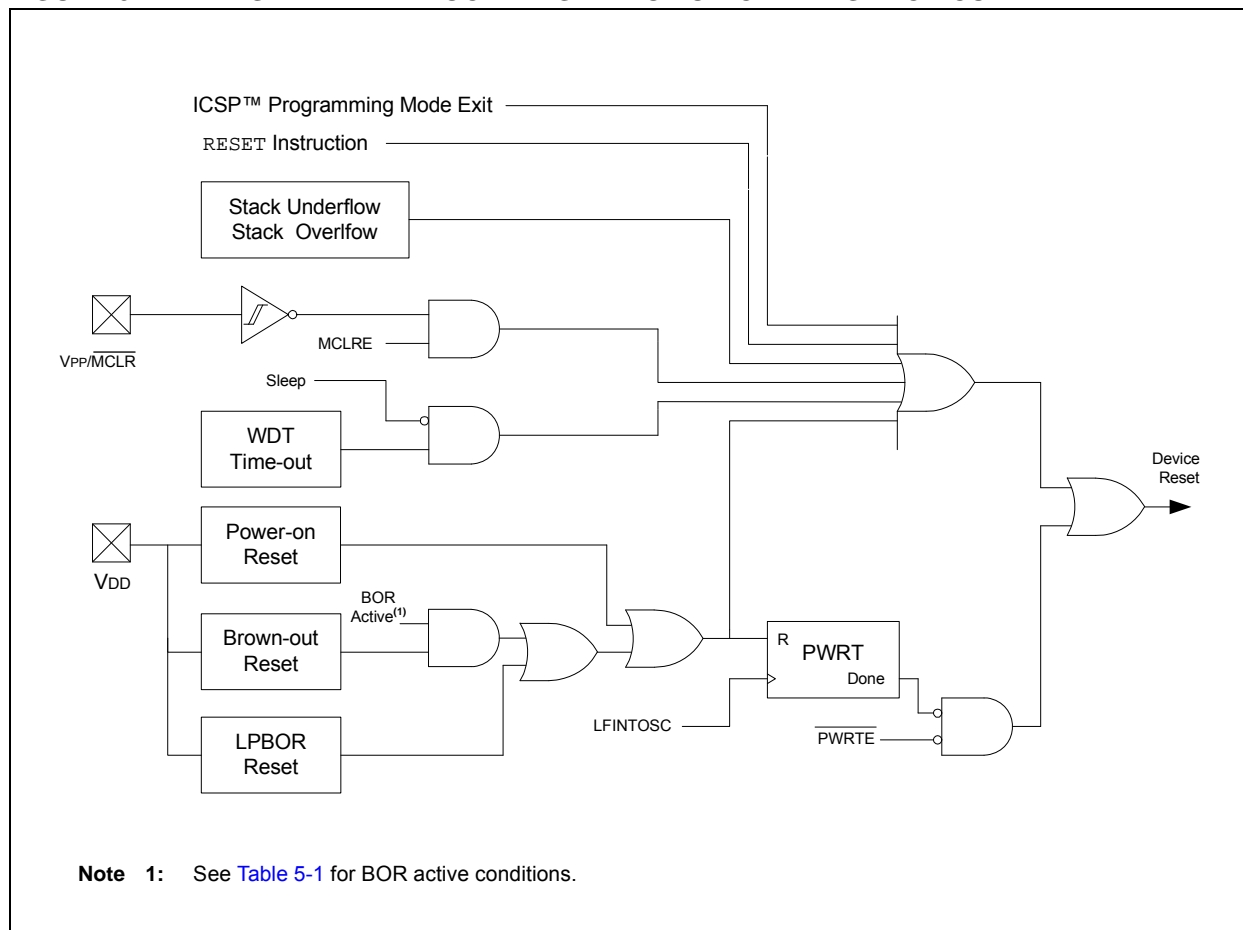 ICSP™ Programming Mode Exit
RESET Instruction
Stack Underflow
Stack Overlfow
VPP/MCLR
MCLRE
Sleep
WDT
Time-out
Device
Reset
VDD
Power-on
Reset
BOR
Active(1)
Brown-out
Reset
R
PWRT
Done
LFINTOSC
PWRTE
LPBOR
Reset
Note 1: See Table 5-1 for BOR active conditions.